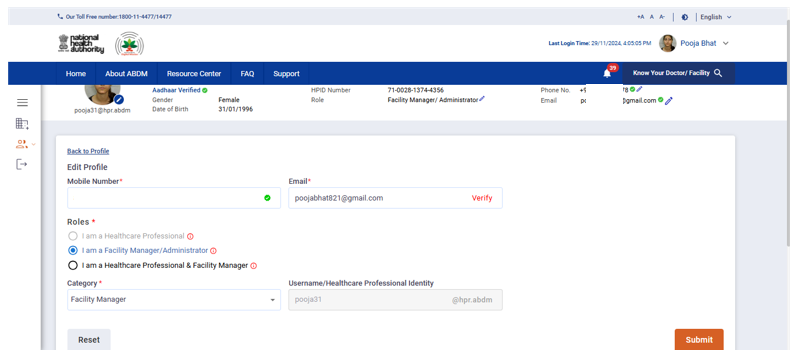 Our Toll Free number:1800-11-4477/14477
+A A A- English
national
health
authority
Last Login Time: 29/11/2024, 4:05:05 PM Pooja Bhat
Home About ABDM Resource Center FAQ Support 39 Know Your Doctor/ Facility
Aadhaar Verified HPID Number 71-0028-1374-4356 Phone No. +9 78
Gender Female Role Facility Manager/ Administrator Email @gmail.com
pooja31@hpr.abdm Date of Birth 31/01/1996
Back to Profile
Edit Profile
Mobile Number* Email*
poojabhat821@gmail.com Verify
Roles *
I am a Healthcare Professional
I am a Facility Manager/Administrator
I am a Healthcare Professional & Facility Manager
Category * Username/Healthcare Professional Identity
Facility Manager pooja31 @hpr.abdm
Reset Submit